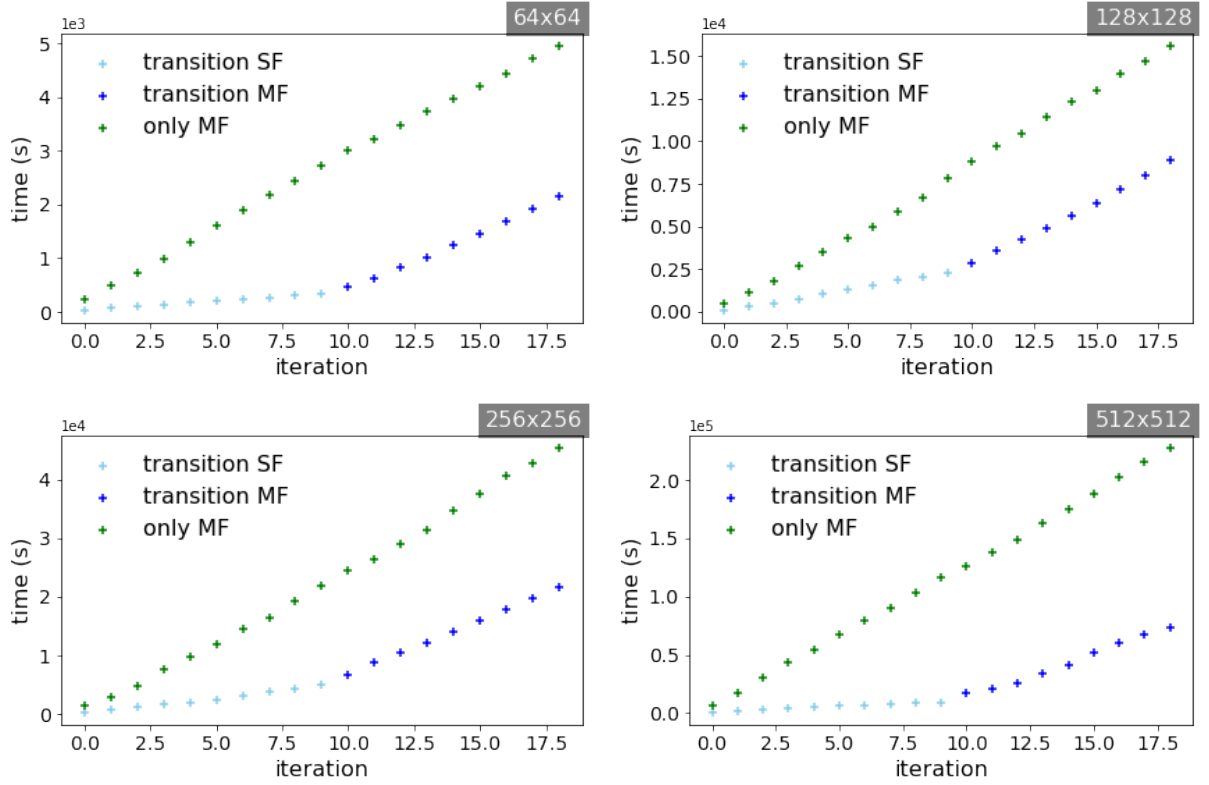 64x64
1e3
5
4
3
2
1
0
time (s)
transition SF
transition MF
only MF
0.0 2.5 5.0 7.5 10.0 12.5 15.0 17.5
iteration
128x128
1e4
1.50
1.25
1.00
0.75
0.50
0.25
0.00
time (s)
transition SF
transition MF
only MF
0.0 2.5 5.0 7.5 10.0 12.5 15.0 17.5
iteration
256x256
1e4
4
3
2
1
0
time (s)
transition SF
transition MF
only MF
0.0 2.5 5.0 7.5 10.0 12.5 15.0 17.5
iteration
512x512
1e5
2.0
1.5
1.0
0.5
0.0
time (s)
transition SF
transition MF
only MF
0.0 2.5 5.0 7.5 10.0 12.5 15.0 17.5
iteration